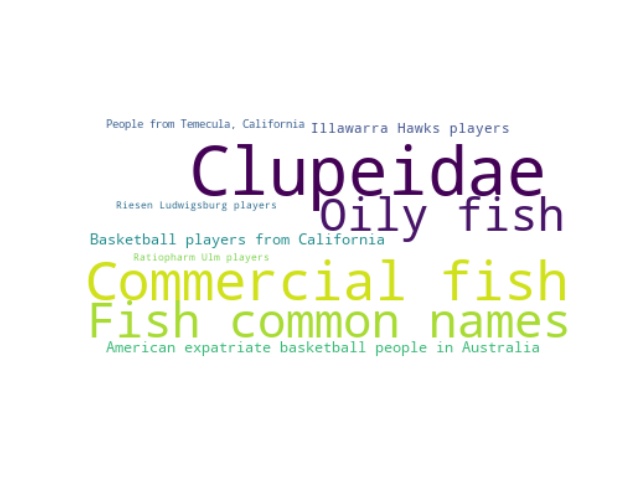 People from Temecula, California
Illawarra Hawks players
Clupeidae
Riesen Ludwigsburg players
Oily fish
Basketball players from California
Ratiopharm Ulm players
Commercial fish
Fish common names
American expatriate basketball people in Australia